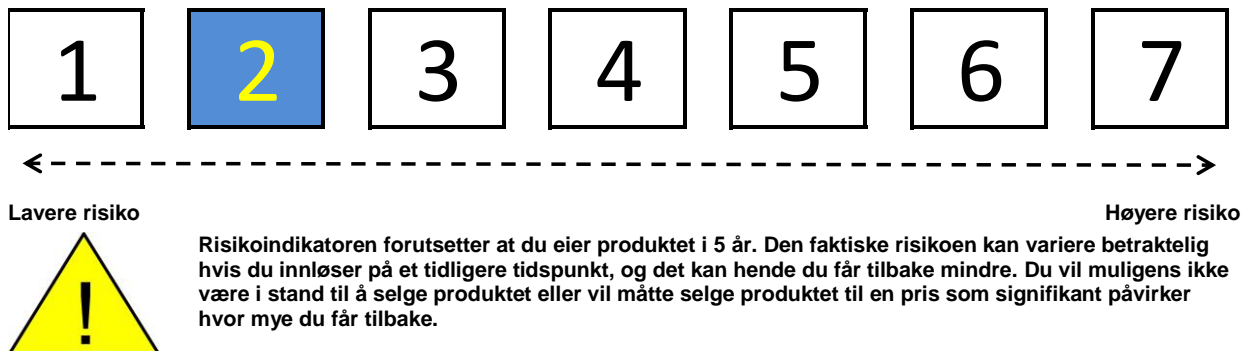 1 2 3 4 5 6 7
Lavere risiko Høyere risiko
!
Risikoindikatoren forutsetter at du eier produktet i 5 år. Den faktiske risikoen kan variere betraktelig
hvis du innløser på et tidligere tidspunkt, og det kan hende du får tilbake mindre. Du vil muligens ikke
være i stand til å selge produktet eller vil måtte selge produktet til en pris som signifikant påvirker
hvor mye du får tilbake.